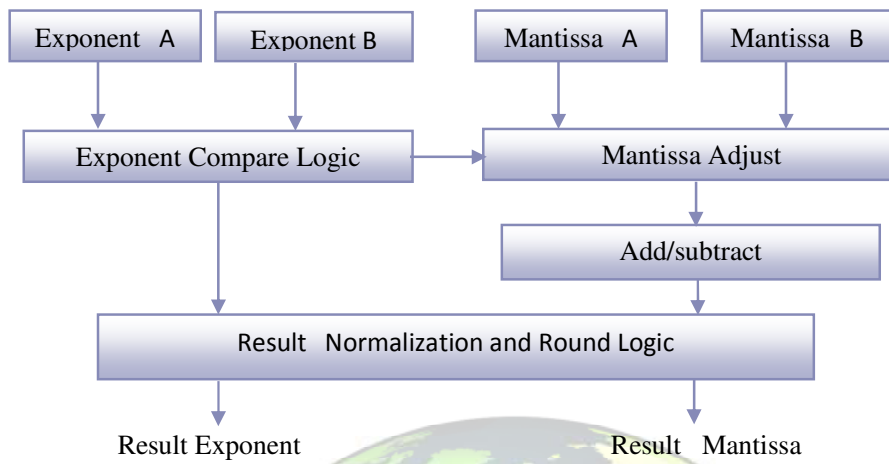 Exponent A
Exponent B
Mantissa A
Mantissa B
Exponent Compare Logic
Mantissa Adjust
Add/subtract
Result Normalization and Round Logic
Result Exponent
Result Mantissa